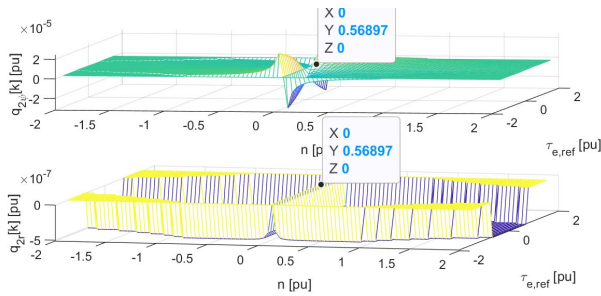 ×10⁻⁵
X 0
Y 0.56897
Z 0
q2ψ[k] [pu]
2
0
-2
-2
-1.5
-1
-0.5
0
0.5
1
1.5
2
-2
0
2
n [p
τe,ref [pu]
X 0
Y 0.56897
Z 0
×10⁻⁷
q2r[k] [pu]
0
-5
-2
-1.5
-1
-0.5
0
0.5
1
1.5
2
-2
0
2
n [pu]
τe,ref [pu]